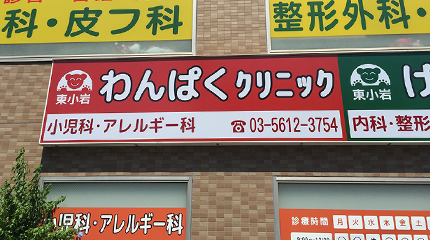 科・皮フ科
整形外科・
東小岩
わんぱくクリニック
小児科・アレルギー科
☎03-5612-3754
東小岩
け
内科・整形
小児科・アレルギー科
診療時間 月 火 水 木 金 土